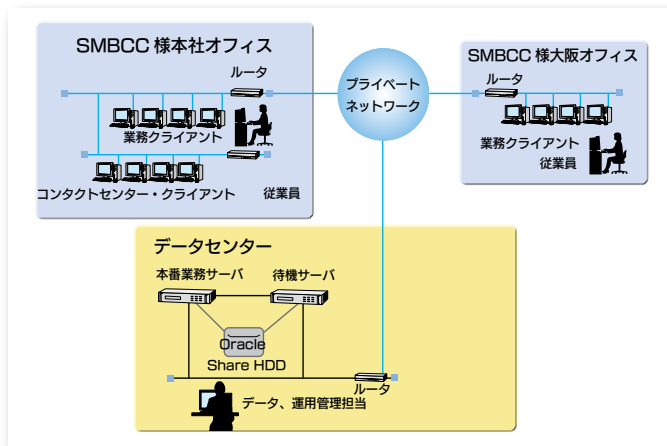 SMBCC 様本社オフィス
ルータ
業務クライアント
コンタクトセンター・クライアント
従業員
プライベート
ネットワーク
SMBCC 様大阪オフィス
ルータ
業務クライアント
従業員
データセンター
本番業務サーバ
待機サーバ
Oracle
Share HDD
ルータ
データ、運用管理担当